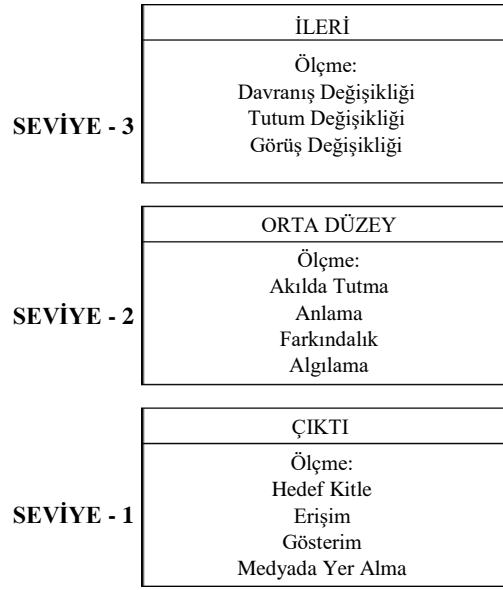 İLERİ
Ölçme:
Davranış Değişikliği
SEVİYE - 3
Tutum Değişikliği
Görüş Değişikliği
ORTA DÜZEY
Ölçme:
Akılda Tutma
SEVİYE - 2
Anlama
Farkındalık
Algılama
ÇIKTI
Ölçme:
Hedef Kitle
SEVİYE - 1
Erişim
Gösterim
Medyada Yer Alma